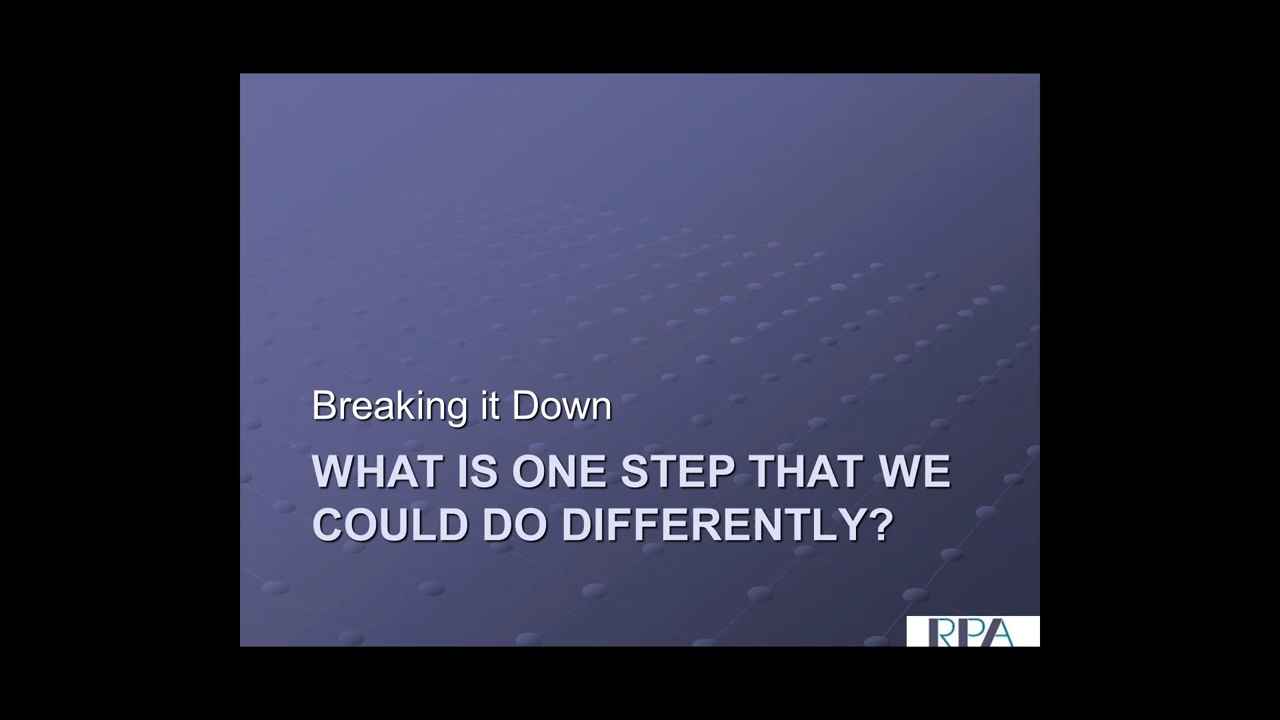 Breaking it Down
WHAT IS ONE STEP THAT WE
COULD DO DIFFERENTLY?
RPA